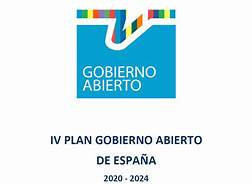 GOBIERNO
ABIERTO
IV PLAN GOBIERNO ABIERTO
DE ESPAÑA
2020 - 2024